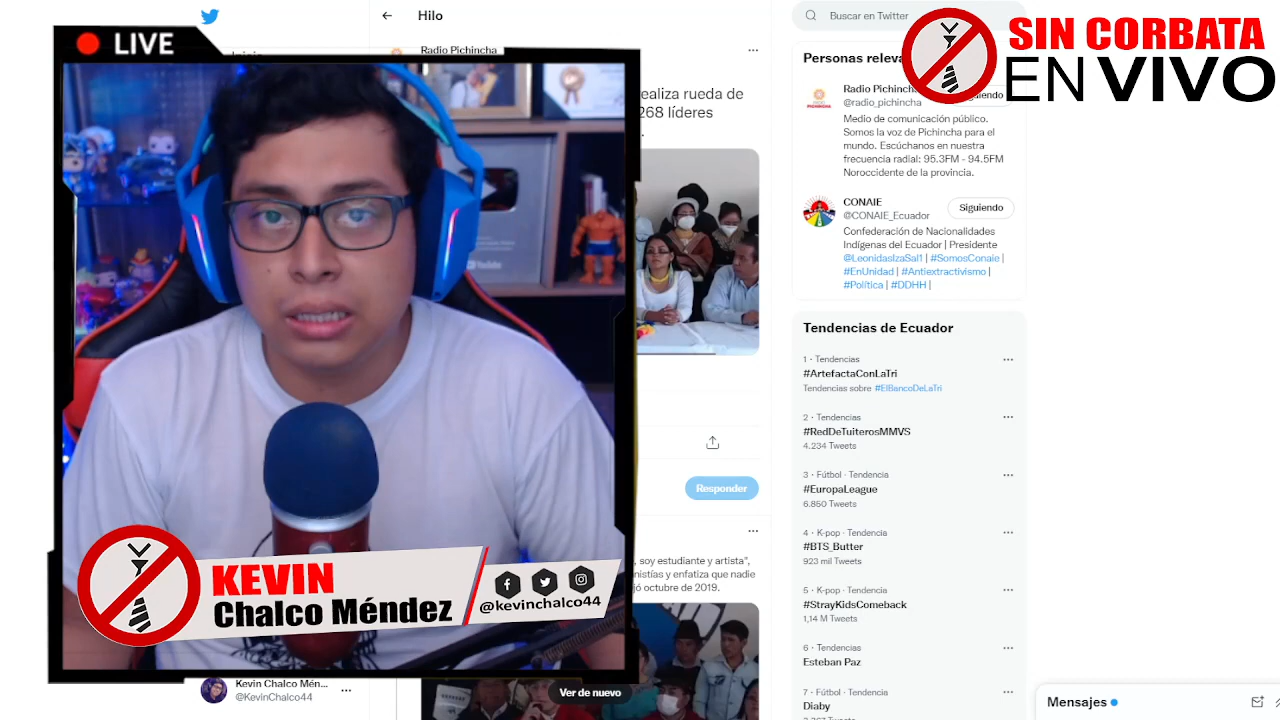 Hilo
Buscar en Twitter
LIVE
Radio Pichincha
ealiza rueda de
268 líderes
SIN CORBATA
EN VIVO
Personas releva
Radio Pichincha
@radio_pichincha
Siguiendo
Medio de comunicación público.
Somos la voz de Pichincha para el
mundo. Escúchanos en nuestra
frecuencia radial: 95.3FM - 94.5FM
Noroccidente de la provincia.
CONAIE
@CONAIE_Ecuador
Siguiendo
Confederación de Nacionalidades
Indígenas del Ecuador | Presidente
@LeonidasIzaSal1 | #SomosConaie |
#EnUnidad | #Antiextractivismo |
#Política | #DDHH |
Tendencias de Ecuador
1 · Tendencias
#ArtefactaConLaTri
Tendencias sobre #ElBancoDeLaTri
2 · Tendencias
#RedDeTuiterosMMVS
4.234 Tweets
3 · Fútbol · Tendencia
#EuropaLeague
6.850 Tweets
4 · K-pop · Tendencia
#BTS_Butter
923 mil Tweets
5 · K-pop · Tendencia
#StrayKidsComeback
1,14 M Tweets
6 · Tendencias
Esteban Paz
7 · Fútbol · Tendencia
Diaby
Responder
, soy estudiante y artista",
nistías y enfatiza que nadie
jó octubre de 2019.
YouTube
KEVIN
Chalco Méndez
@kevinchalco44
Kevin Chalco Mén...
@KevinChalco44
Ver de nuevo
Mensajes